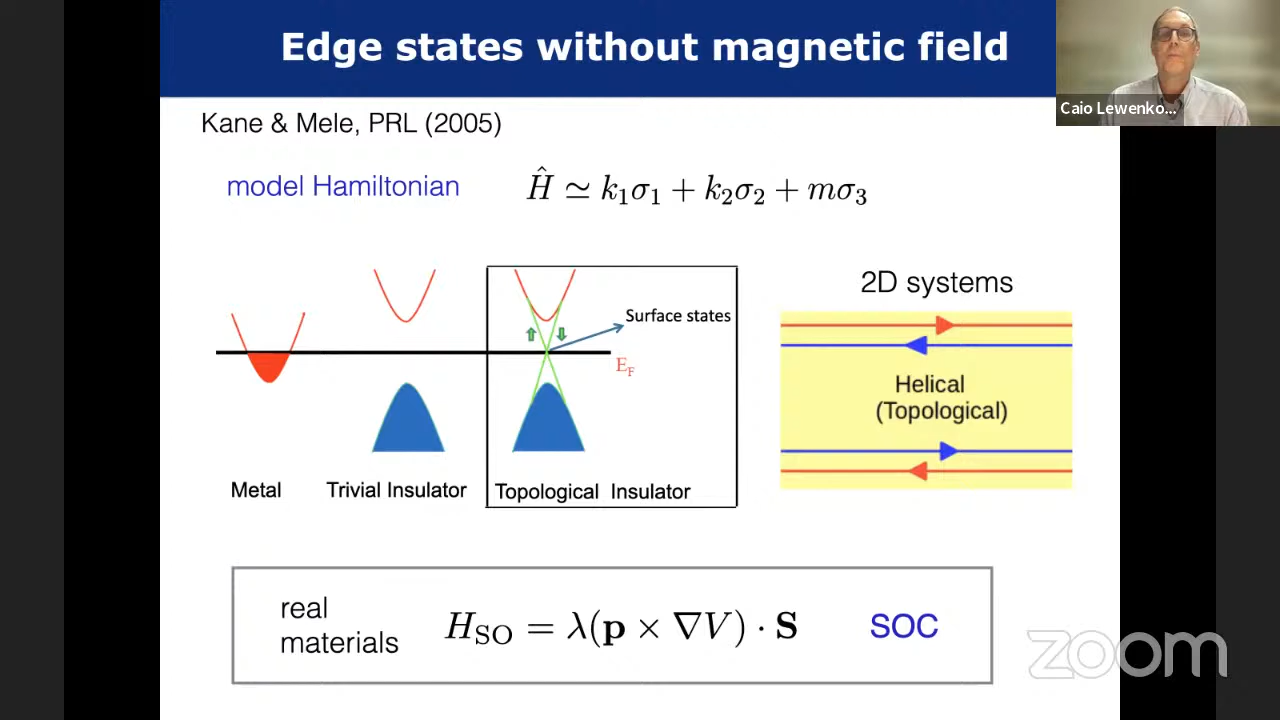 Edge states without magnetic field
Caio Lewenko...
Kane & Mele, PRL (2005)
model Hamiltonian
Ĥ ≃ k₁σ₁ + k₂σ₂ + mσ₃
2D systems
Surface states
E_F
Helical
(Topological)
Metal
Trivial Insulator
Topological Insulator
real
materials
H_SO = λ(𝐩 × ∇V) · 𝐒
SOC
zoom